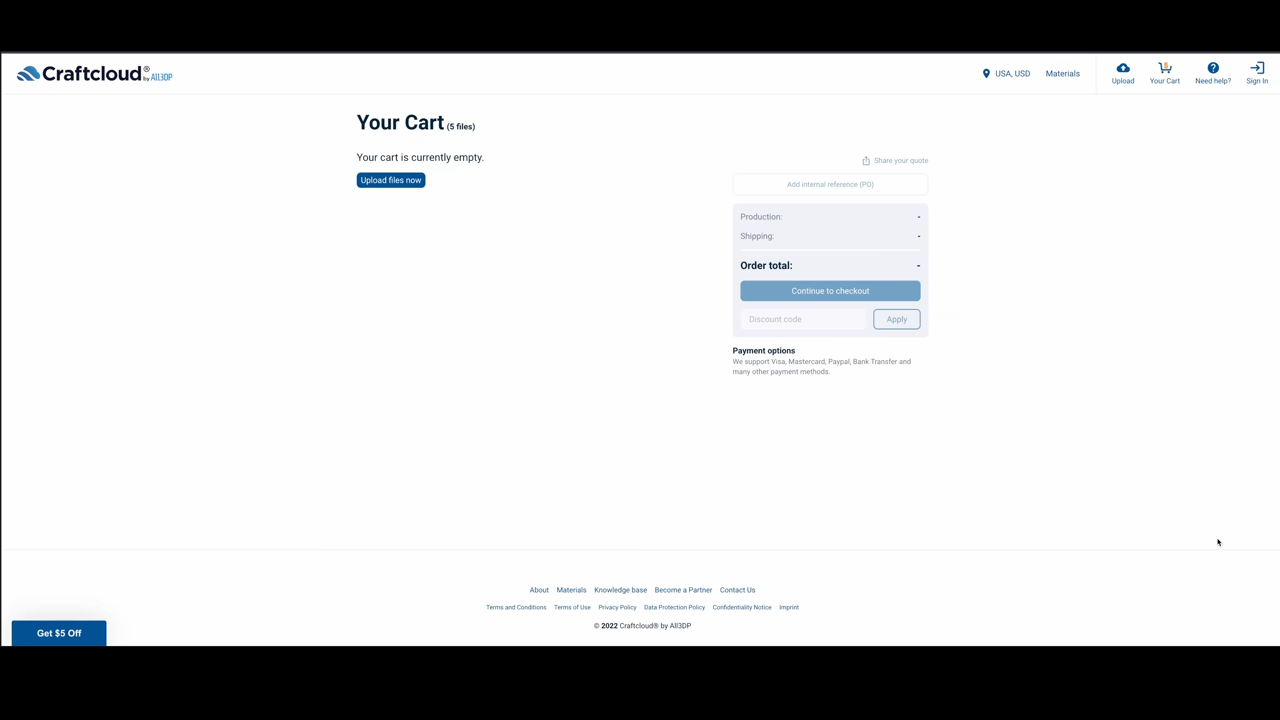 Craftcloud® by All3DP
USA, USD
Materials
Upload
5
Your Cart
Need help?
Sign In
Your Cart (5 files)
Your cart is currently empty.
Upload files now
Share your quote
Add internal reference (PO)
Production: -
Shipping: -
Order total: -
Continue to checkout
Discount code
Apply
Payment options
We support Visa, Mastercard, Paypal, Bank Transfer and
many other payment methods.
About Materials Knowledge base Become a Partner Contact Us
Terms and Conditions Terms of Use Privacy Policy Data Protection Policy Confidentiality Notice Imprint
© 2022 Craftcloud® by All3DP
Get $5 Off